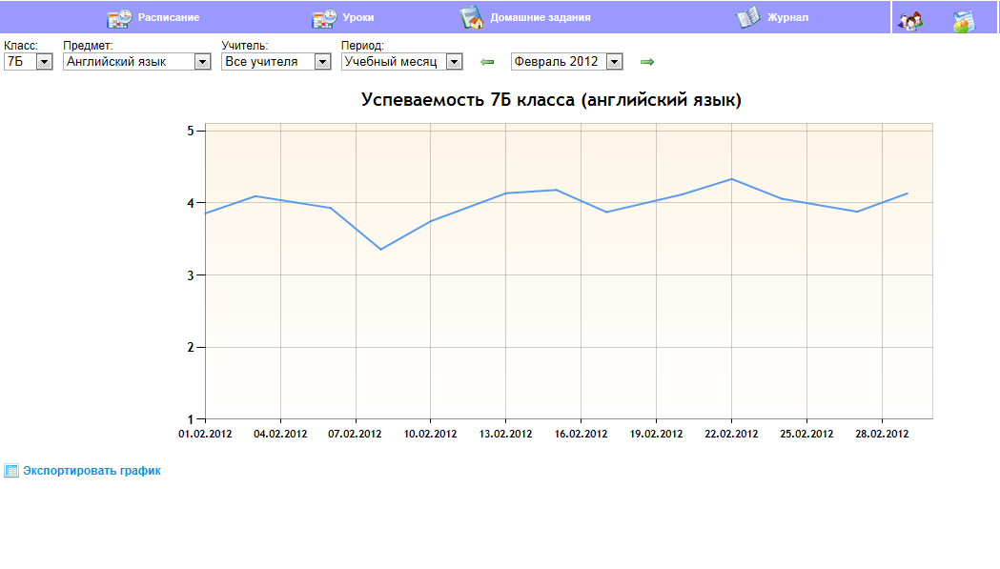 Расписание Уроки Домашние задания Журнал
Класс: Предмет: Учитель: Период:
7Б Английский язык Все учителя Учебный месяц Февраль 2012
Успеваемость 7Б класса (английский язык)
5
4
3
2
1
01.02.2012 04.02.2012 07.02.2012 10.02.2012 13.02.2012 16.02.2012 19.02.2012 22.02.2012 25.02.2012 28.02.2012
Экспортировать график